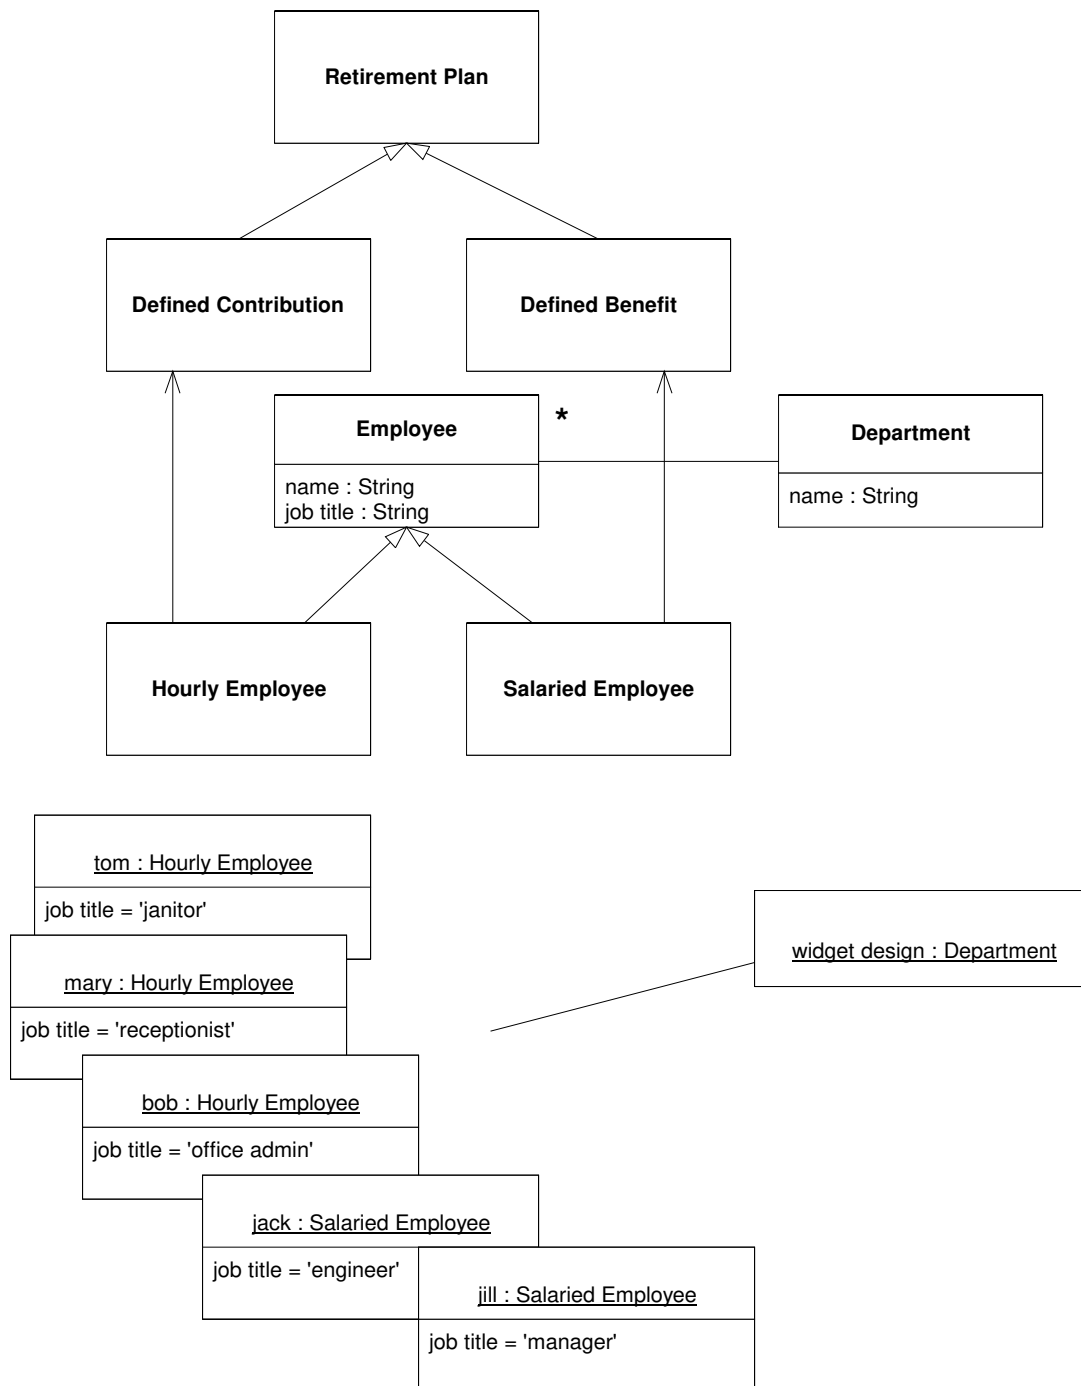 Retirement Plan
Defined Contribution
Defined Benefit
Employee
*
Department
name : String
job title : String
name : String
Hourly Employee
Salaried Employee
tom : Hourly Employee
job title = 'janitor'
widget design : Department
mary : Hourly Employee
job title = 'receptionist'
bob : Hourly Employee
job title = 'office admin'
jack : Salaried Employee
job title = 'engineer'
jill : Salaried Employee
job title = 'manager'